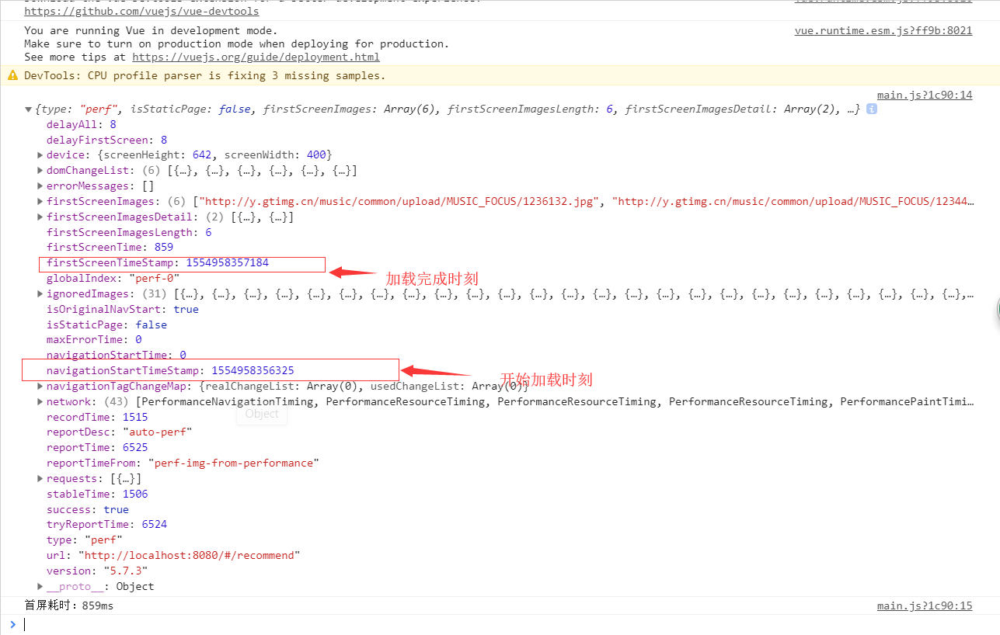 https://github.com/vuejs/vue-devtools
You are running Vue in development mode. vue.runtime.esm.js?ff9b:8021
Make sure to turn on production mode when deploying for production.
See more tips at https://vuejs.org/guide/deployment.html
DevTools: CPU profile parser is fixing 3 missing samples.
main.js?1c90:14
{type: "perf", isStaticPage: false, firstScreenImages: Array(6), firstScreenImagesLength: 6, firstScreenImagesDetail: Array(2), …}
delayAll: 8
delayFirstScreen: 8
device: {screenHeight: 642, screenWidth: 400}
domChangeList: (6) [{…}, {…}, {…}, {…}, {…}, {…}]
errorMessages: []
firstScreenImages: (6) ["http://y.gtimg.cn/music/common/upload/MUSIC_FOCUS/1236132.jpg", "http://y.gtimg.cn/music/common/upload/MUSIC_FOCUS/12344…
firstScreenImagesDetail: (2) [{…}, {…}]
firstScreenImagesLength: 6
firstScreenTime: 859
firstScreenTimeStamp: 1554958357184
加载完成时刻
globalIndex: "perf-0"
ignoredImages: (31) [{…}, {…}, {…}, {…}, {…}, {…}, {…}, {…}, {…}, {…}, {…}, {…}, {…}, {…}, {…}, {…}, {…}, {…}, {…}, {…}, {…}, {…}, {…}, {…}, {…},…
isOriginalNavStart: true
isStaticPage: false
maxErrorTime: 0
navigationStartTime: 0
navigationStartTimeStamp: 1554958356325
开始加载时刻
navigationTagChangeMap: {realChangeList: Array(0), usedChangeList: Array(0)}
network: (43) [PerformanceNavigationTiming, PerformanceResourceTiming, PerformanceResourceTiming, PerformanceResourceTiming, PerformancePaintTimi…
Object
recordTime: 1515
reportDesc: "auto-perf"
reportTime: 6525
reportTimeFrom: "perf-img-from-performance"
requests: [{…}]
stableTime: 1506
success: true
tryReportTime: 6524
type: "perf"
url: "http://localhost:8080/#/recommend"
version: "5.7.3"
__proto__: Object
首屏耗时：859ms main.js?1c90:15